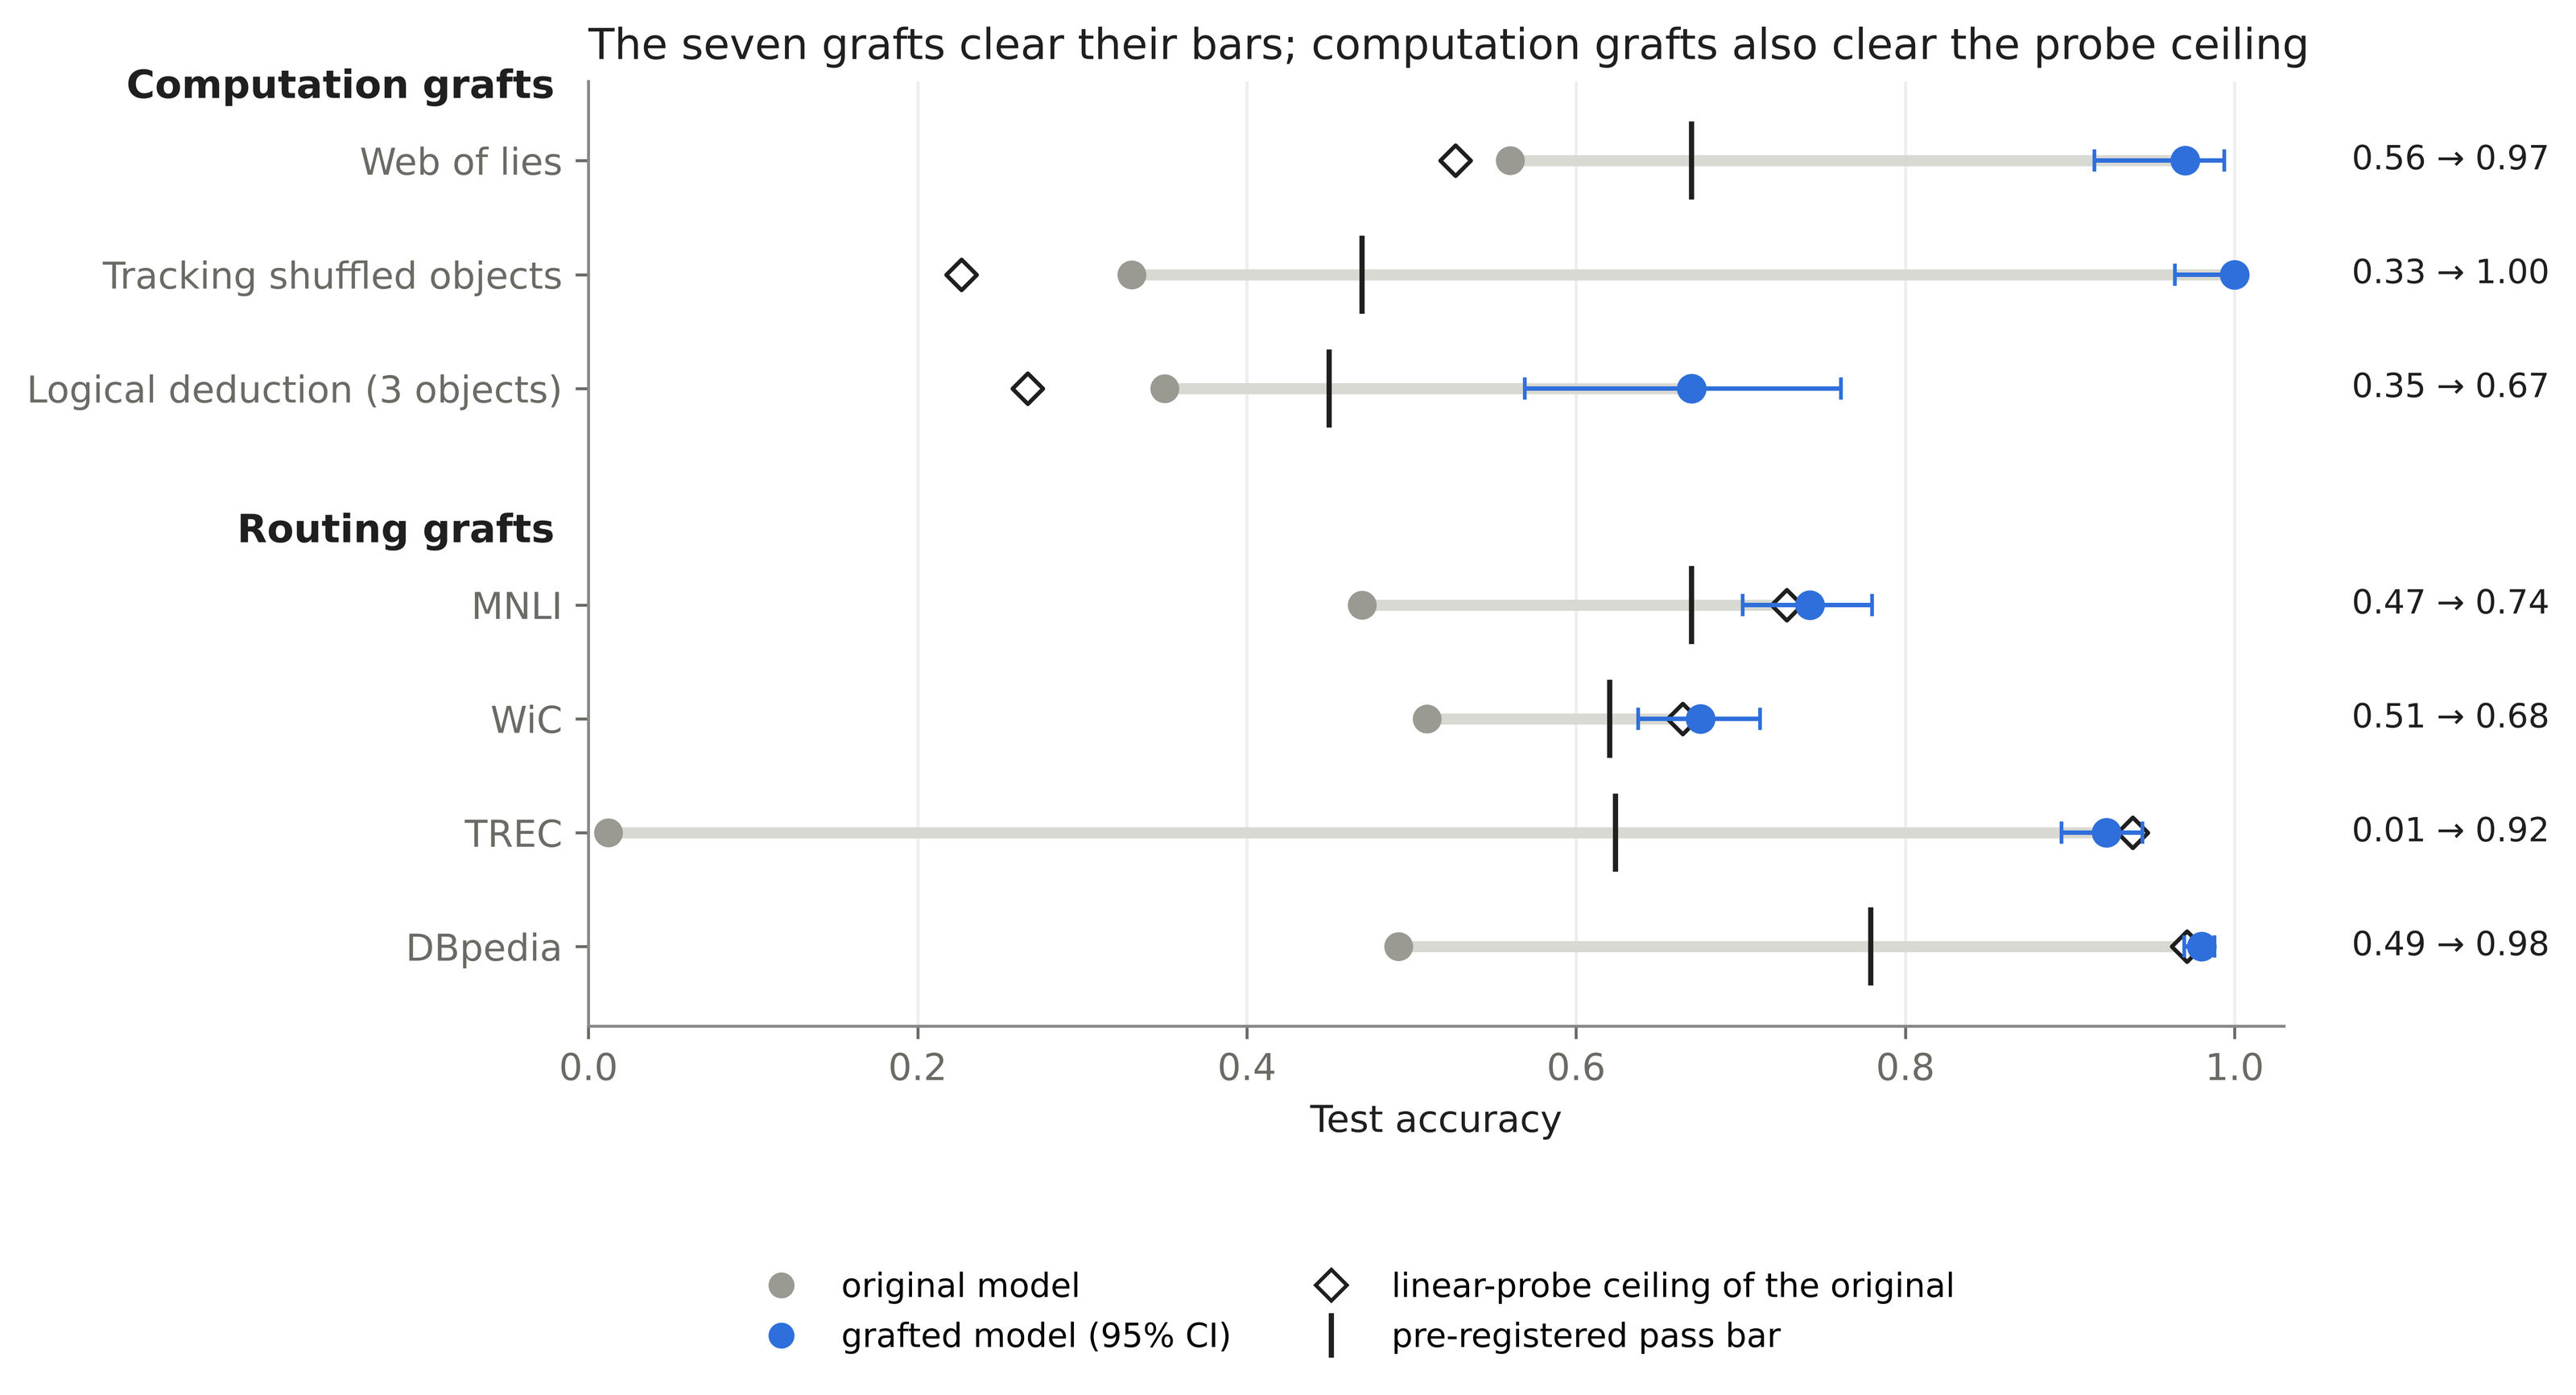 The seven grafts clear their bars; computation grafts also clear the probe ceiling
Computation grafts
Web of lies
0.56 → 0.97
Tracking shuffled objects
0.33 → 1.00
Logical deduction (3 objects)
0.35 → 0.67
Routing grafts
MNLI
0.47 → 0.74
WiC
0.51 → 0.68
TREC
0.01 → 0.92
DBpedia
0.49 → 0.98
0.0 0.2 0.4 0.6 0.8 1.0
Test accuracy
original model
grafted model (95% CI)
linear-probe ceiling of the original
pre-registered pass bar